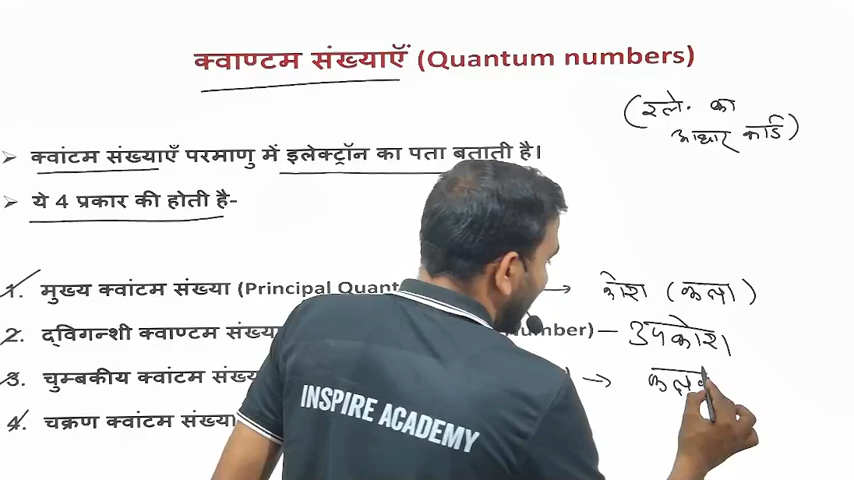 क्वाण्टम संख्याएँ (Quantum numbers)
(इले. का
आधार कार्ड)
➢ क्वांटम संख्याएँ परमाणु में इलेक्ट्रॉन का पता बताती है।
➢ ये 4 प्रकार की होती है-
1. मुख्य क्वांटम संख्या (Principal Quant → कोश (कक्षा)
2. द्विगन्शी क्वाण्टम संख्या number) – उपकोश
3. चुम्बकीय क्वांटम संख्या →
4. चक्रण क्वांटम संख्या
INSPIRE ACADEMY